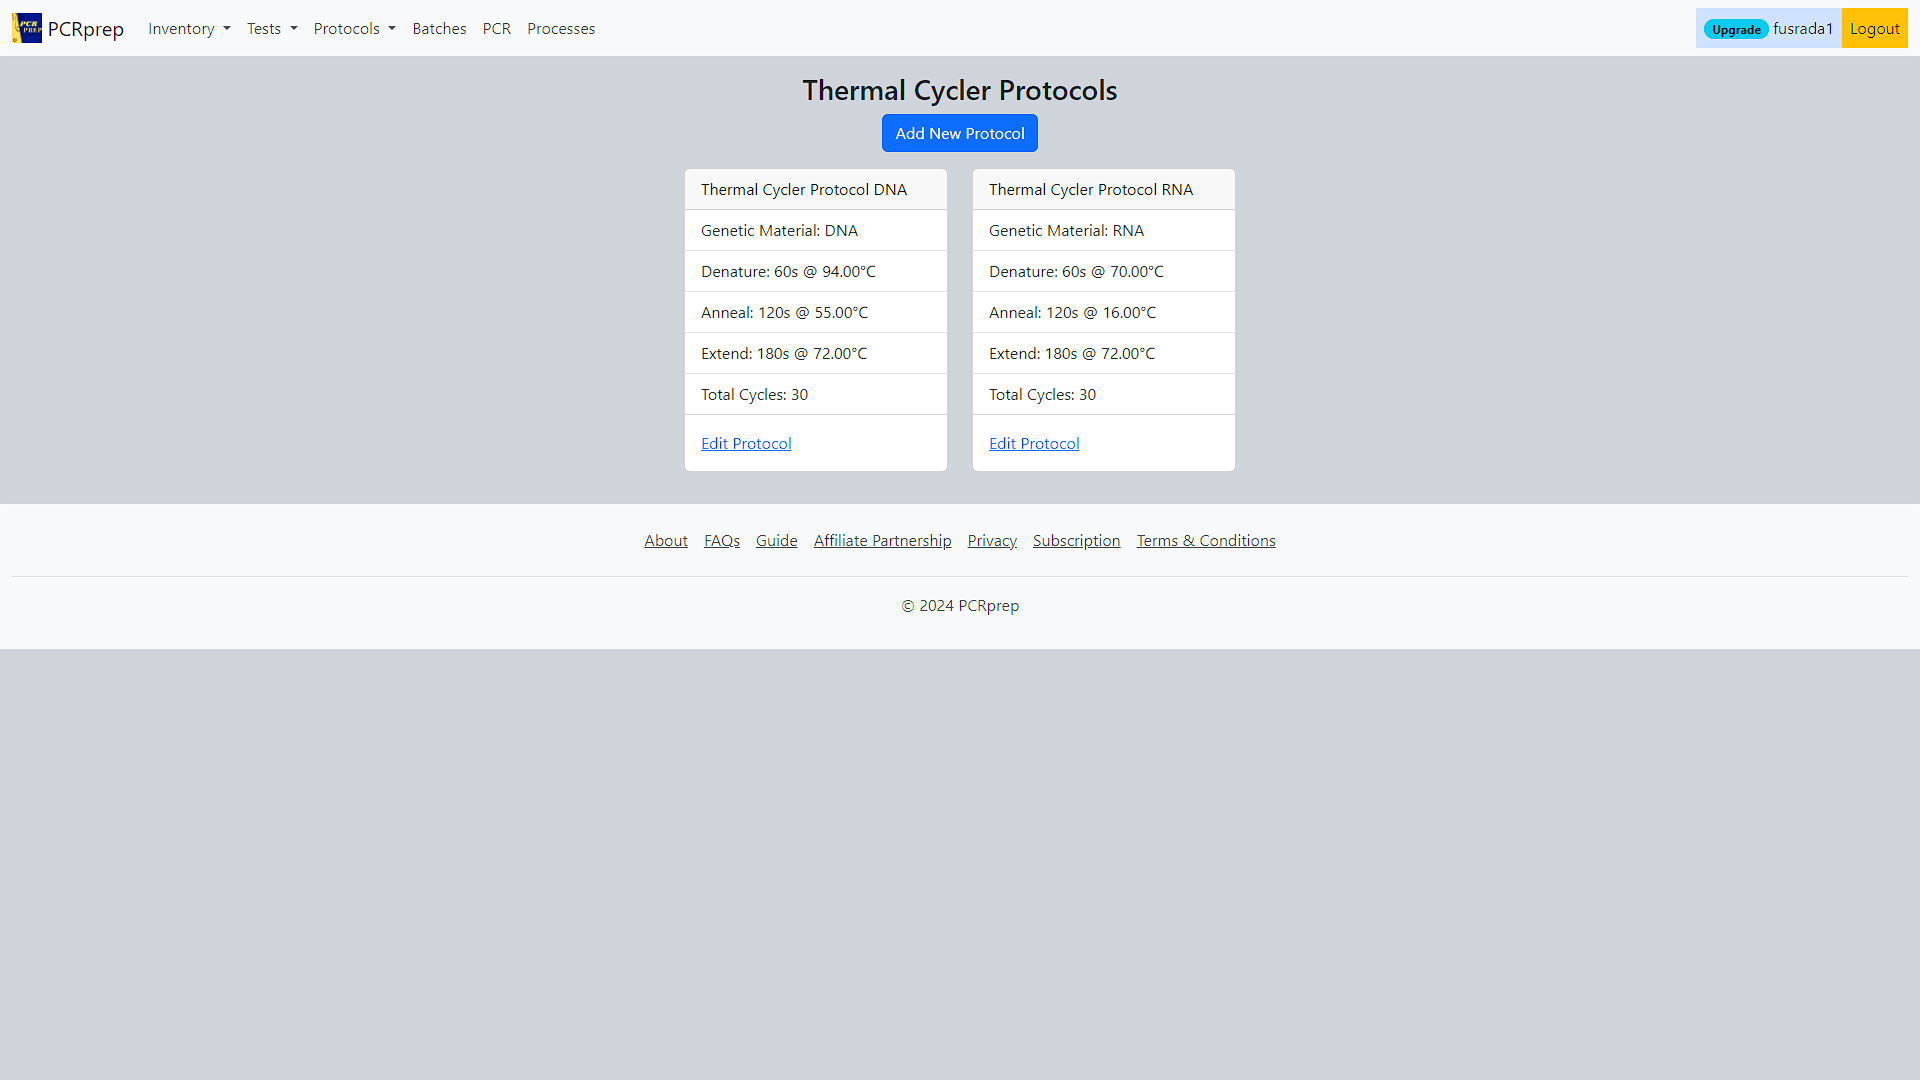 PCR PREP PCRprep Inventory Tests Protocols Batches PCR Processes Upgrade fusrada1 Logout
Thermal Cycler Protocols
Add New Protocol
Thermal Cycler Protocol DNA
Genetic Material: DNA
Denature: 60s @ 94.00°C
Anneal: 120s @ 55.00°C
Extend: 180s @ 72.00°C
Total Cycles: 30
Edit Protocol
Thermal Cycler Protocol RNA
Genetic Material: RNA
Denature: 60s @ 70.00°C
Anneal: 120s @ 16.00°C
Extend: 180s @ 72.00°C
Total Cycles: 30
Edit Protocol
About FAQs Guide Affiliate Partnership Privacy Subscription Terms & Conditions
© 2024 PCRprep